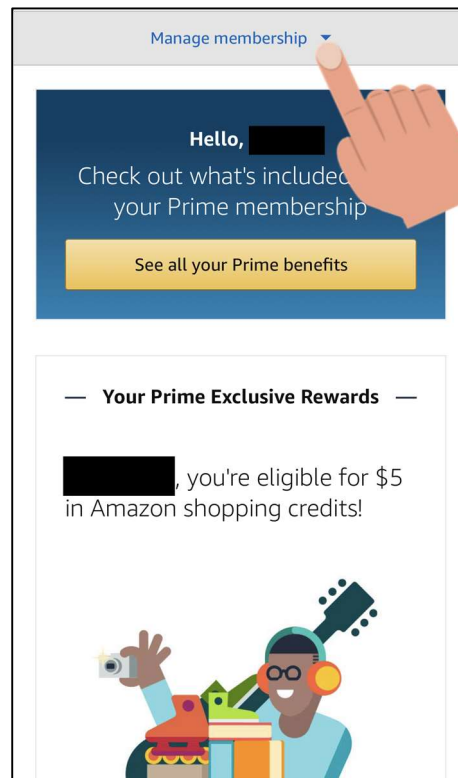 Manage membership
Hello,
Check out what's included
your Prime membership
See all your Prime benefits
Your Prime Exclusive Rewards
, you're eligible for $5
in Amazon shopping credits!